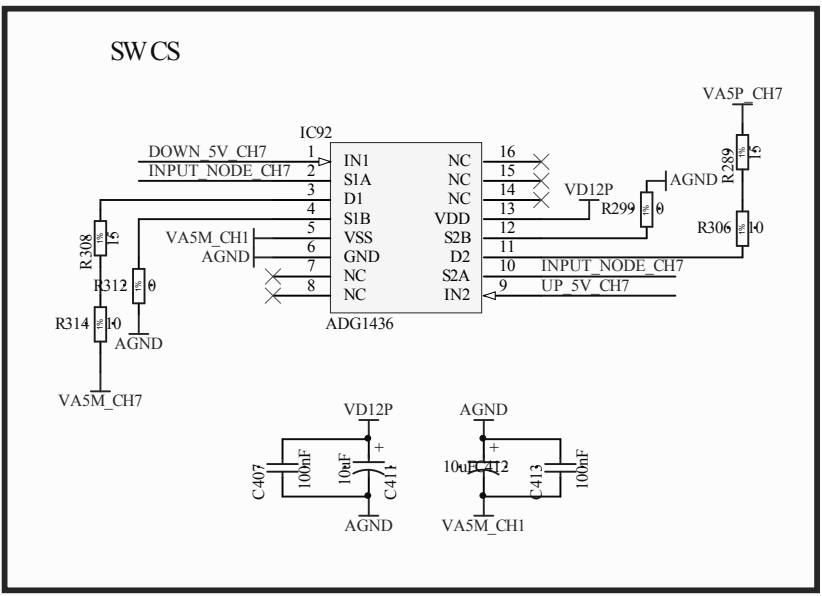 SWCS
VA5P_CH7
IC92
DOWN_5V_CH7 1 IN1 NC 16
INPUT_NODE_CH7 2 S1A NC 15
3 D1 NC 14
4 S1B VDD 13 VD12P
VA5M_CH1 5 VSS S2B 12
AGND 6 GND D2 11
7 NC S2A 10 INPUT_NODE_CH7
8 NC IN2 9 UP_5V_CH7
ADG1436
R289 1% 15
AGND
R299 1% 0
R306 1% 10
R308 1% 15
R312 1% 0
R314 1% 10
AGND
VA5M_CH7
VD12P
AGND
C407 100nF
10uF C411
10uF C412
C413 100nF
+
+
AGND
VA5M_CH1